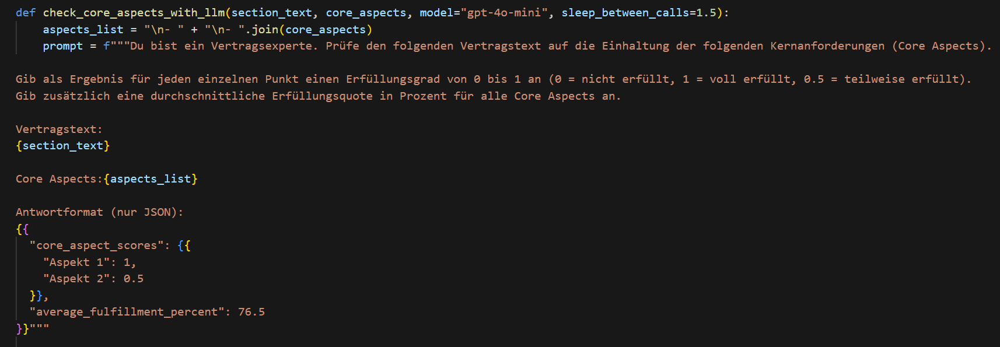 def check_core_aspects_with_llm(section_text, core_aspects, model="gpt-4o-mini", sleep_between_calls=1.5):
    aspects_list = "\n- " + "\n- ".join(core_aspects)
    prompt = f"""Du bist ein Vertragsexperte. Prüfe den folgenden Vertragstext auf die Einhaltung der folgenden Kernanforderungen (Core Aspects).

Gib als Ergebnis für jeden einzelnen Punkt einen Erfüllungsgrad von 0 bis 1 an (0 = nicht erfüllt, 1 = voll erfüllt, 0.5 = teilweise erfüllt).
Gib zusätzlich eine durchschnittliche Erfüllungsquote in Prozent für alle Core Aspects an.

Vertragstext:
{section_text}

Core Aspects:{aspects_list}

Antwortformat (nur JSON):
{{
  "core_aspect_scores": {{
    "Aspekt 1": 1,
    "Aspekt 2": 0.5
  }},
  "average_fulfillment_percent": 76.5
}}"""